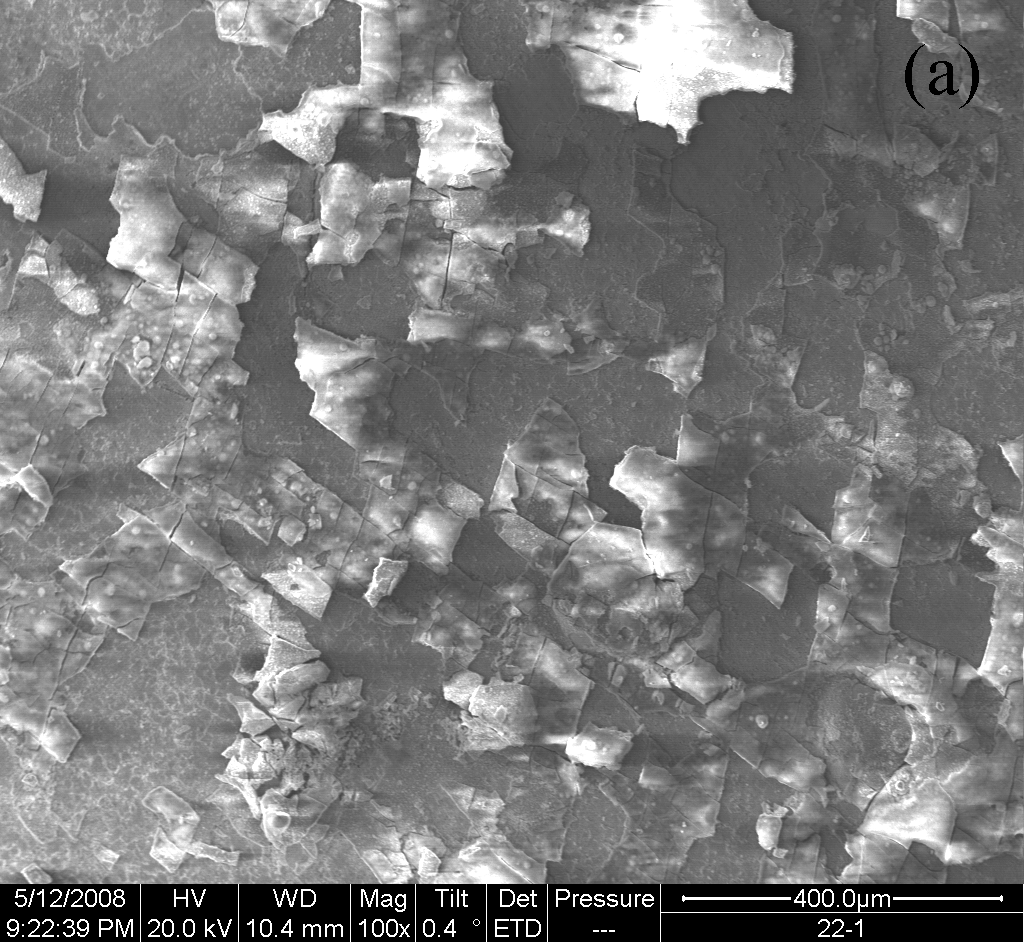 (a)
5/12/2008 HV WD Mag Tilt Det Pressure 400.0µm
9:22:39 PM 20.0 kV 10.4 mm 100x 0.4 ° ETD --- 22-1